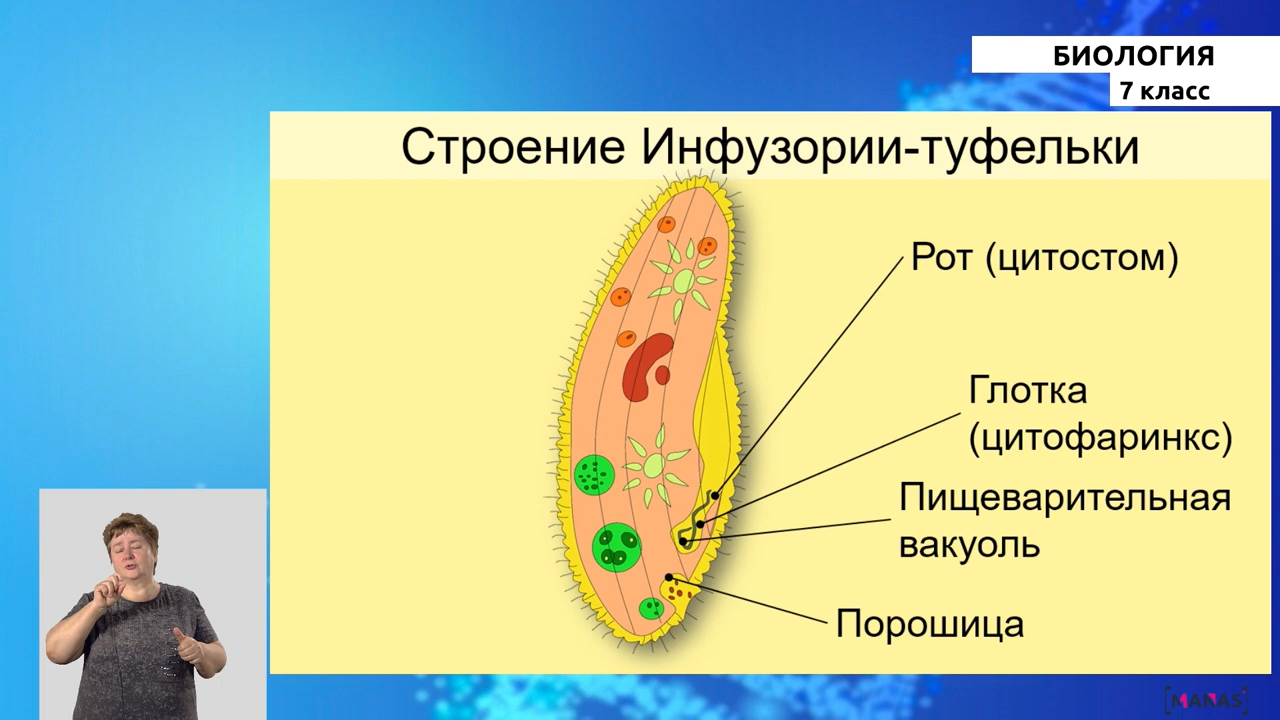 БИОЛОГИЯ
7 класс
Строение Инфузории-туфельки
Рот (цитостом)
Глотка
(цитофаринкс)
Пищеварительная
вакуоль
Порошица
[MANAS]